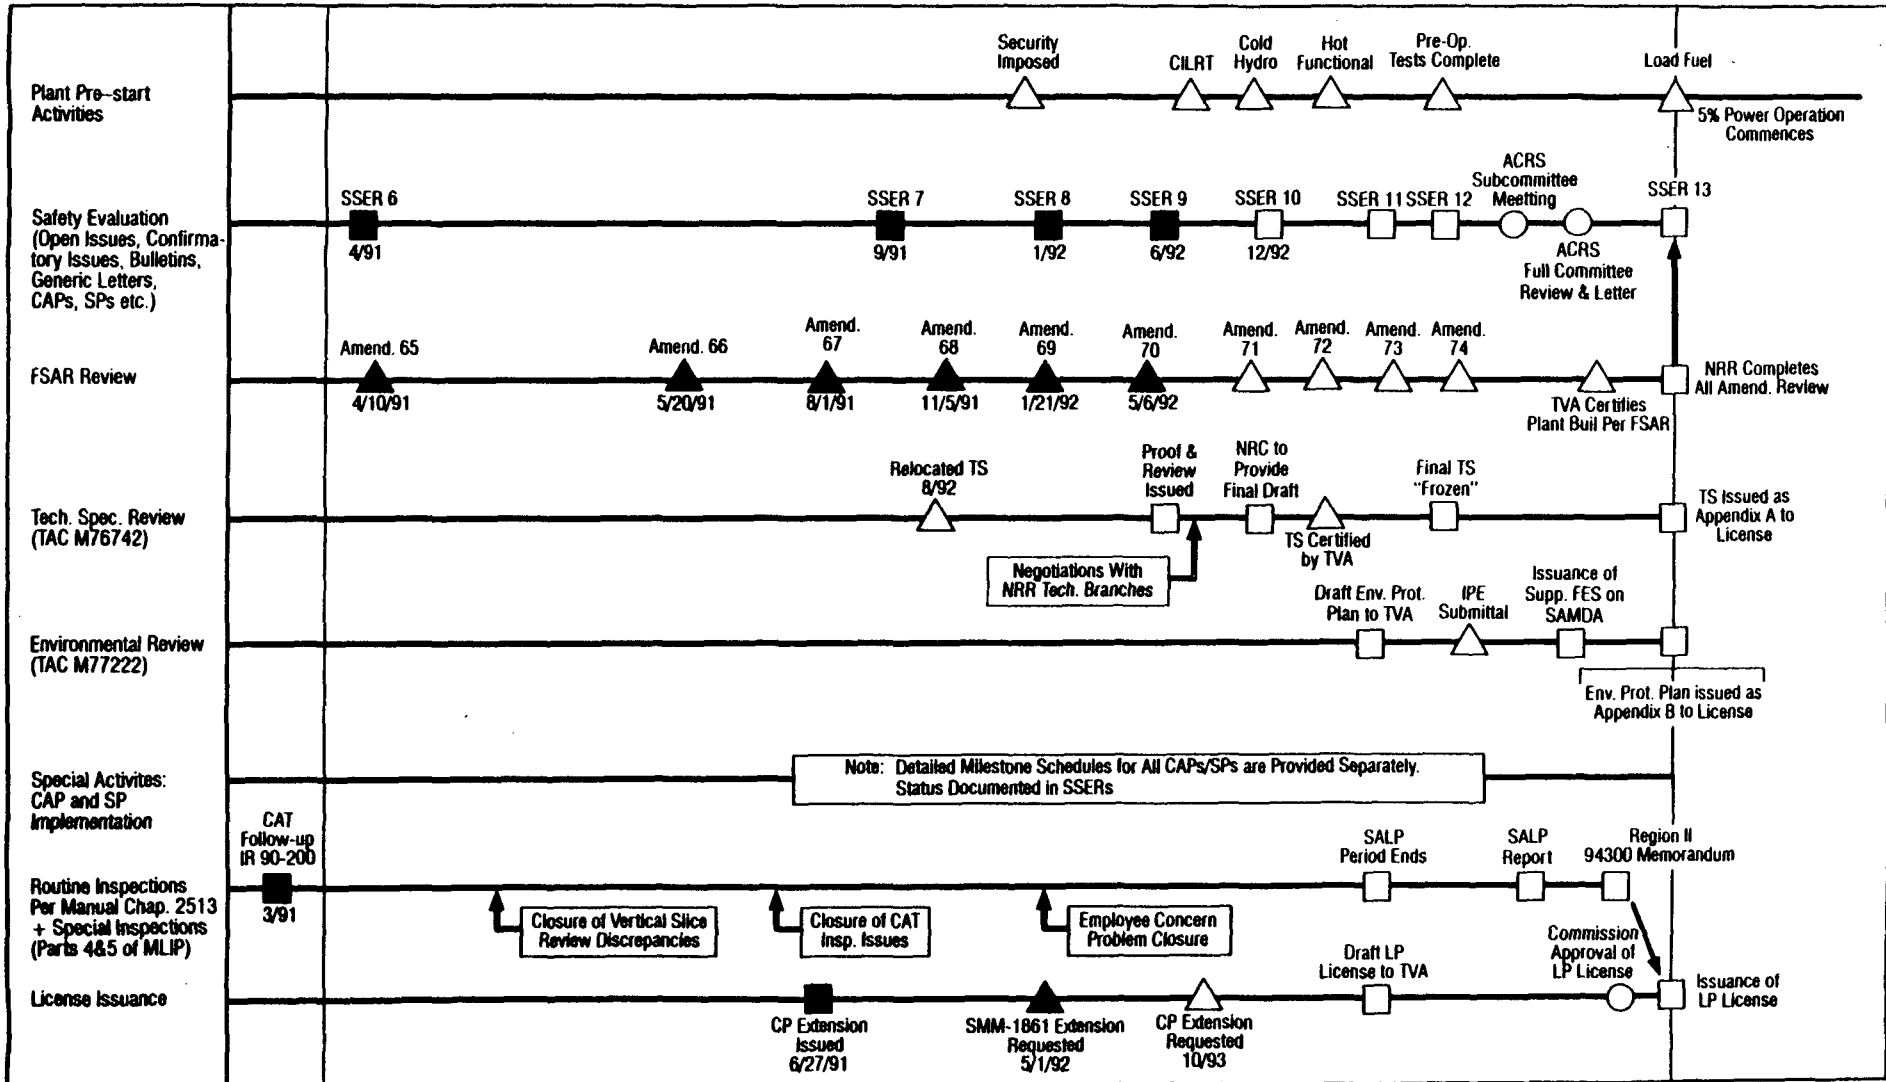 Security
Imposed
CILRT
Cold
Hydro
Hot
Functional
Pre-Op.
Tests Complete
Load Fuel
Plant Pre-start
Activities
5% Power Operation
Commences
ACRS
Subcommittee
Meetting
SSER 6
SSER 7
SSER 8
SSER 9
SSER 10
SSER 11
SSER 12
SSER 13
Safety Evaluation
(Open Issues, Confirma-
tory Issues, Bulletins,
Generic Letters,
CAPs, SPs etc.)
4/91
9/91
1/92
6/92
12/92
ACRS
Full Committee
Review & Letter
Amend. 65
Amend. 66
Amend.
67
Amend.
68
Amend.
69
Amend.
70
Amend.
71
Amend.
72
Amend.
73
Amend.
74
FSAR Review
4/10/91
5/20/91
8/1/91
11/5/91
1/21/92
5/6/92
TVA Certifies
Plant Buil Per FSAR
NRR Completes
All Amend. Review
Relocated TS
8/92
Proof &
Review
Issued
NRC to
Provide
Final Draft
Final TS
"Frozen"
Tech. Spec. Review
(TAC M76742)
TS Certified
by TVA
TS Issued as
Appendix A to
License
Negotiations With
NRR Tech. Branches
Draft Env. Prot.
Plan to TVA
IPE
Submittal
Issuance of
Supp. FES on
SAMDA
Environmental Review
(TAC M77222)
Env. Prot. Plan issued as
Appendix B to License
Special Activites:
CAP and SP
Implementation
Note: Detailed Milestone Schedules for All CAPs/SPs are Provided Separately.
Status Documented in SSERs
CAT
Follow-up
IR 90-200
SALP
Period Ends
SALP
Report
Region II
94300 Memorandum
Routine Inspections
Per Manual Chap. 2513
+ Special Inspections
(Parts 4&5 of MLIP)
3/91
Closure of Vertical Slice
Review Discrepancies
Closure of CAT
Insp. Issues
Employee Concern
Problem Closure
Draft LP
License to TVA
Commission
Approval of
LP License
License Issuance
CP Extension
Issued
6/27/91
SMM-1861 Extension
Requested
5/1/92
CP Extension
Requested
10/93
Issuance of
LP License